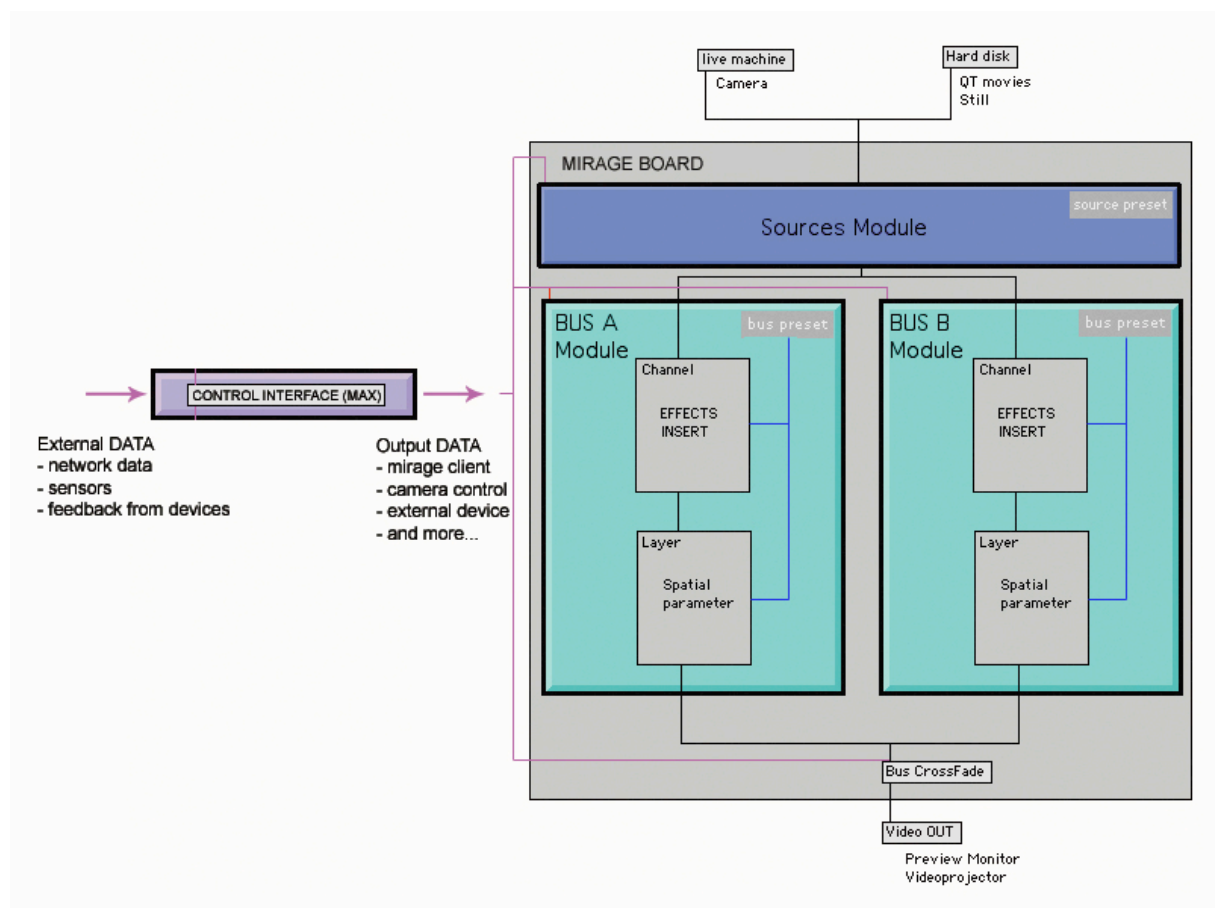 live machine
Camera
Hard disk
QT movies
Still
MIRAGE BOARD
source preset
Sources Module
BUS A
Module
bus preset
BUS B
Module
bus preset
Channel
EFFECTS
INSERT
Channel
EFFECTS
INSERT
CONTROL INTERFACE (MAX)
External DATA
- network data
- sensors
- feedback from devices
Output DATA
- mirage client
- camera control
- external device
- and more...
Layer
Spatial
parameter
Layer
Spatial
parameter
Bus CrossFade
Video OUT
Preview Monitor
Videoprojector